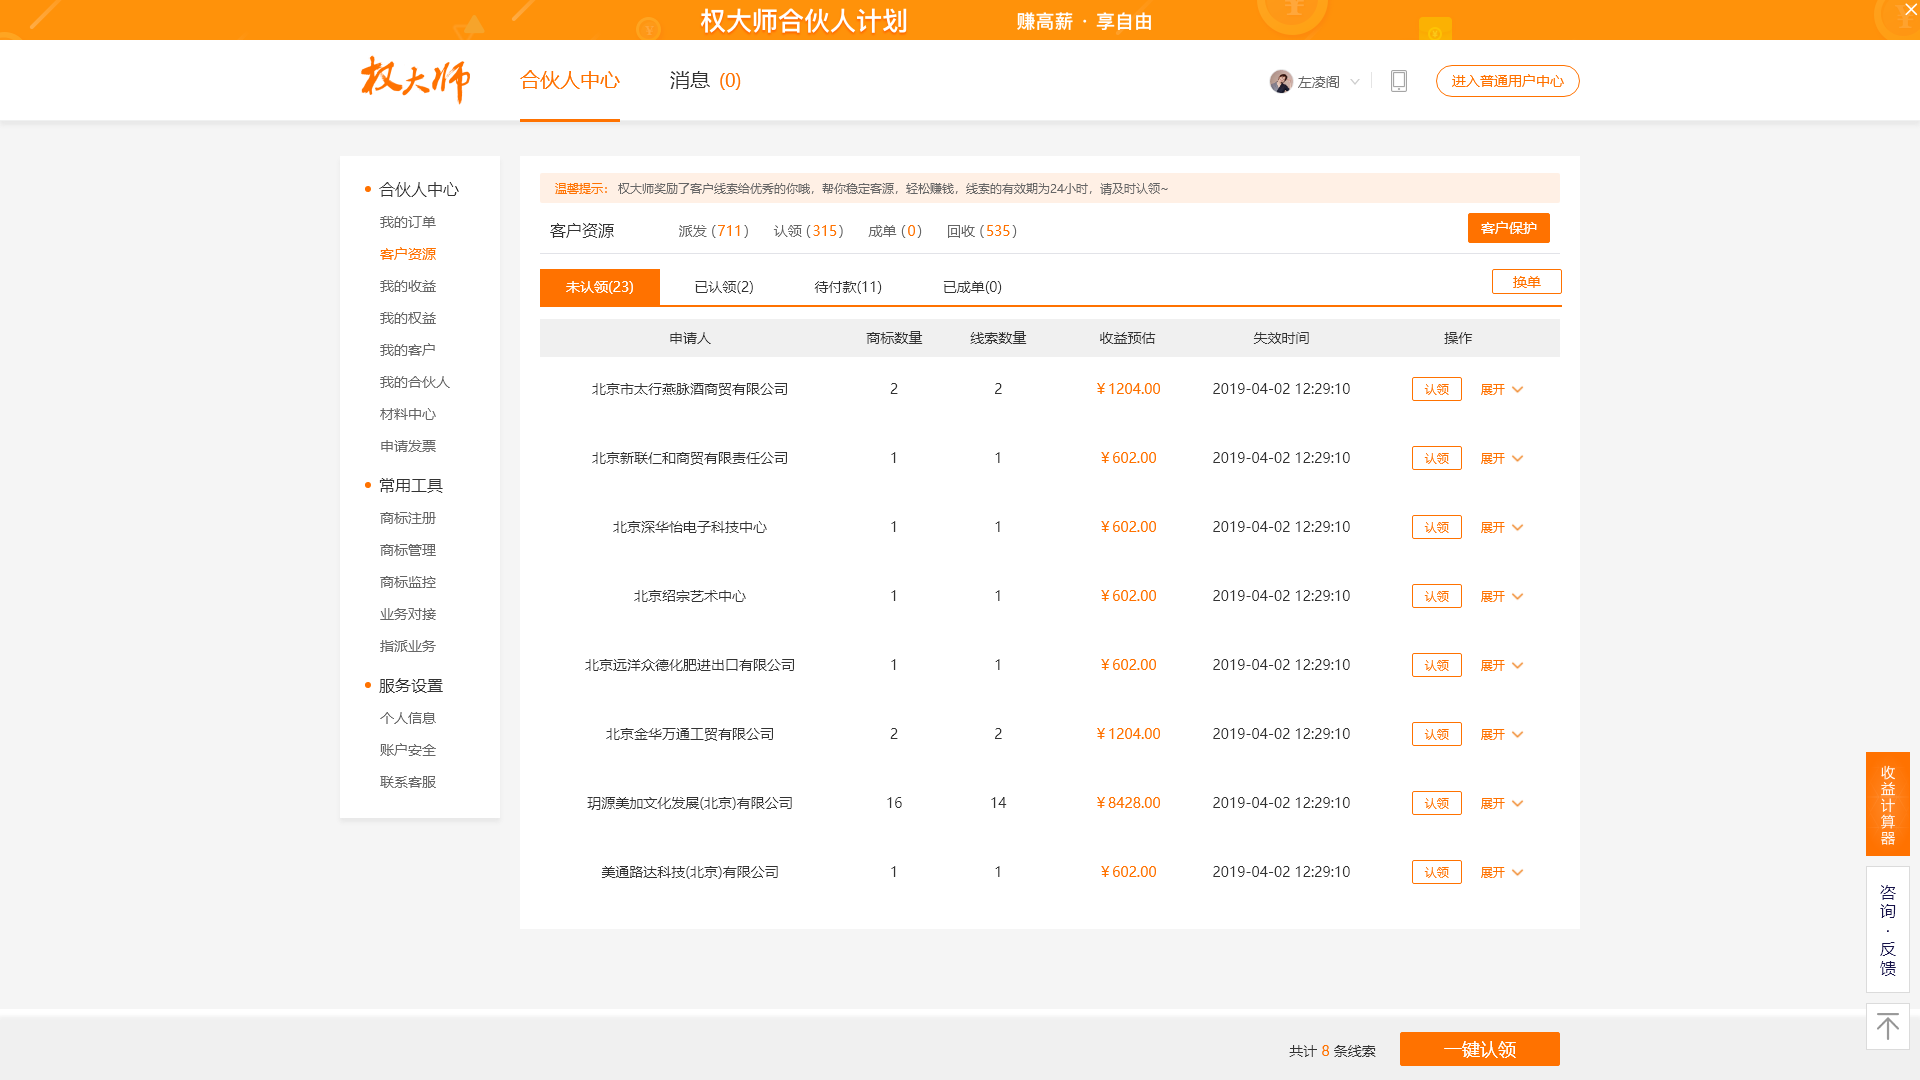 权大师合伙人计划 赚高薪 · 享自由
权大师 合伙人中心 消息 (0) 左凌阁 进入普通用户中心
合伙人中心
我的订单
客户资源
我的收益
我的权益
我的客户
我的合伙人
材料中心
申请发票
常用工具
商标注册
商标管理
商标监控
业务对接
指派业务
服务设置
个人信息
账户安全
联系客服
温馨提示： 权大师奖励了客户线索给优秀的你哦，帮你稳定客源，轻松赚钱，线索的有效期为24小时，请及时认领~
客户资源 派发 (711) 认领 (315) 成单 (0) 回收 (535) 客户保护
未认领(23) 已认领(2) 待付款(11) 已成单(0) 换单
申请人 商标数量 线索数量 收益预估 失效时间 操作
北京市太行燕脉酒商贸有限公司 2 2 ¥1204.00 2019-04-02 12:29:10 认领 展开
北京新联仁和商贸有限责任公司 1 1 ¥602.00 2019-04-02 12:29:10 认领 展开
北京深华怡电子科技中心 1 1 ¥602.00 2019-04-02 12:29:10 认领 展开
北京绍宗艺术中心 1 1 ¥602.00 2019-04-02 12:29:10 认领 展开
北京远洋众德化肥进出口有限公司 1 1 ¥602.00 2019-04-02 12:29:10 认领 展开
北京金华万通工贸有限公司 2 2 ¥1204.00 2019-04-02 12:29:10 认领 展开
玥源美加文化发展(北京)有限公司 16 14 ¥8428.00 2019-04-02 12:29:10 认领 展开
美通路达科技(北京)有限公司 1 1 ¥602.00 2019-04-02 12:29:10 认领 展开
收益计算器
咨询·反馈
共计 8 条线索 一键认领